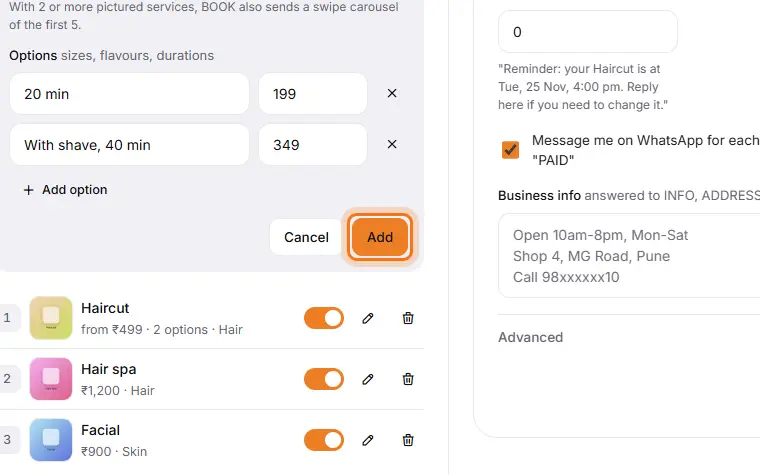 With 2 or more pictured services, BOOK also sends a swipe carousel
of the first 5.
Options sizes, flavours, durations
20 min
199
With shave, 40 min
349
Add option
Cancel
Add
1
Haircut
from ₹499 · 2 options · Hair
2
Hair spa
₹1,200 · Hair
3
Facial
₹900 · Skin
0
"Reminder: your Haircut is at
Tue, 25 Nov, 4:00 pm. Reply
here if you need to change it."
Message me on WhatsApp for each
"PAID"
Business info answered to INFO, ADDRESS
Open 10am-8pm, Mon-Sat
Shop 4, MG Road, Pune
Call 98xxxxxx10
Advanced